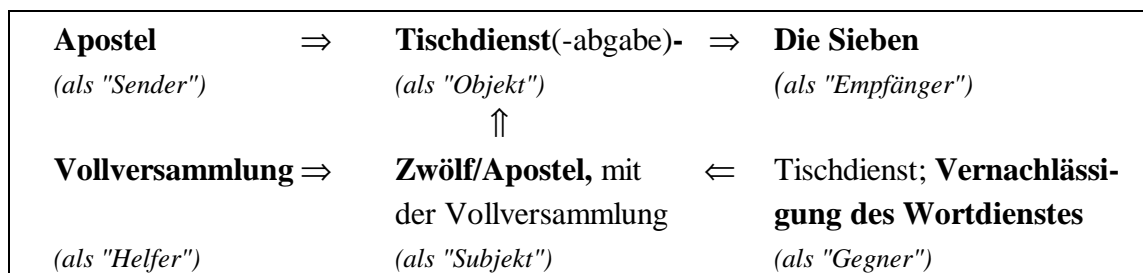 Apostel ⇒ Tischdienst(-abgabe)- ⇒ Die Sieben
(als "Sender") (als "Objekt") (als "Empfänger")
⇑
Vollversammlung ⇒ Zwölf/Apostel, mit ⇐ Tischdienst; Vernachlässi-
der Vollversammlung gung des Wortdienstes
(als "Helfer") (als "Subjekt") (als "Gegner")